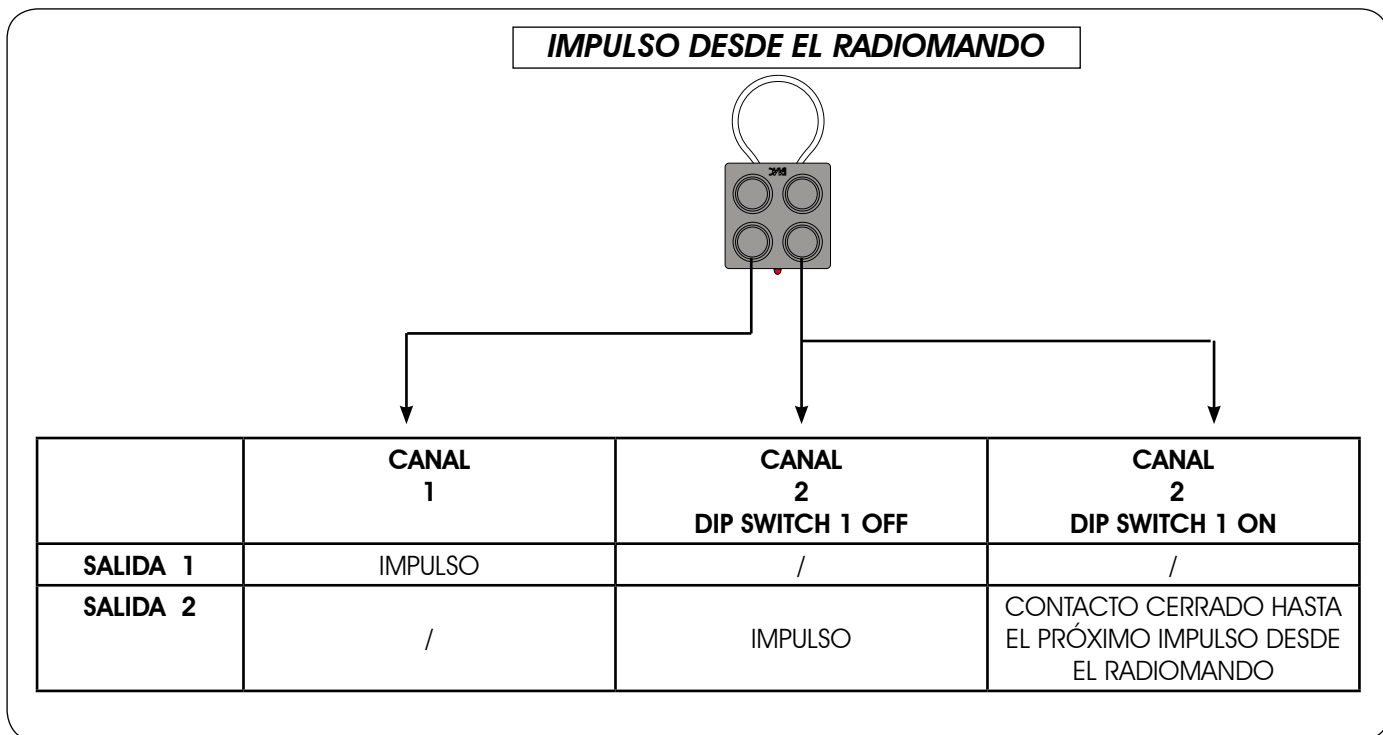 IMPULSO DESDE EL RADIOMANDO
FAAC
CANAL
1
CANAL
2
DIP SWITCH 1 OFF
CANAL
2
DIP SWITCH 1 ON
SALIDA 1
IMPULSO
/
/
SALIDA 2
/
IMPULSO
CONTACTO CERRADO HASTA
EL PRÓXIMO IMPULSO DESDE
EL RADIOMANDO